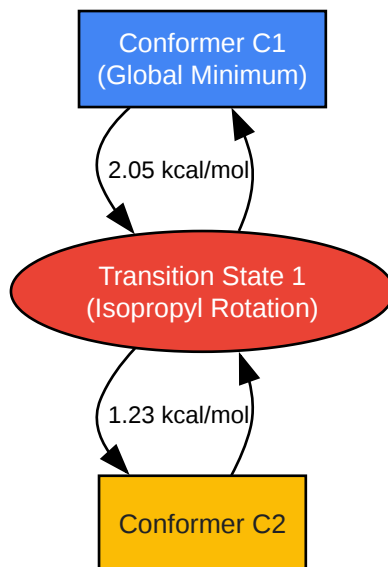 Conformer C1
(Global Minimum)
2.05 kcal/mol
Transition State 1
(Isopropyl Rotation)
1.23 kcal/mol
Conformer C2